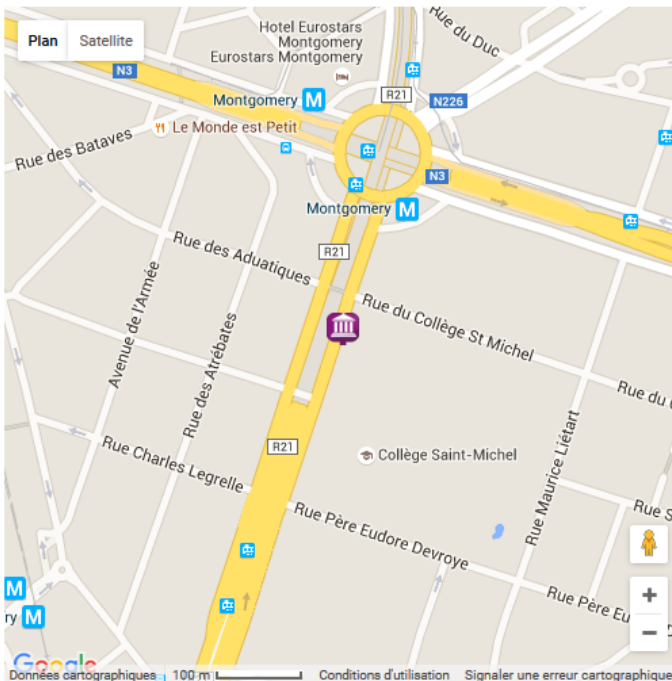 Plan
Satellite
Hotel Eurostars
Montgomery
Eurostars Montgomery
Rue du Duc
N3
R21
N226
Montgomery M
Le Monde est Petit
Rue des Bataves
N3
Montgomery M
R21
Rue des Aduatiques
Rue du Collège St Michel
Avenue de l'Armée
Rue des Atrébates
Rue du
R21
Collège Saint-Michel
Rue Charles Legrelle
Rue Maurice Liétart
Rue Père Eudore Devroye
Rue S
M
ry M
Rue Père Eu
+
−
Google
Données cartographiques
100 m
Conditions d'utilisation
Signaler une erreur cartographique